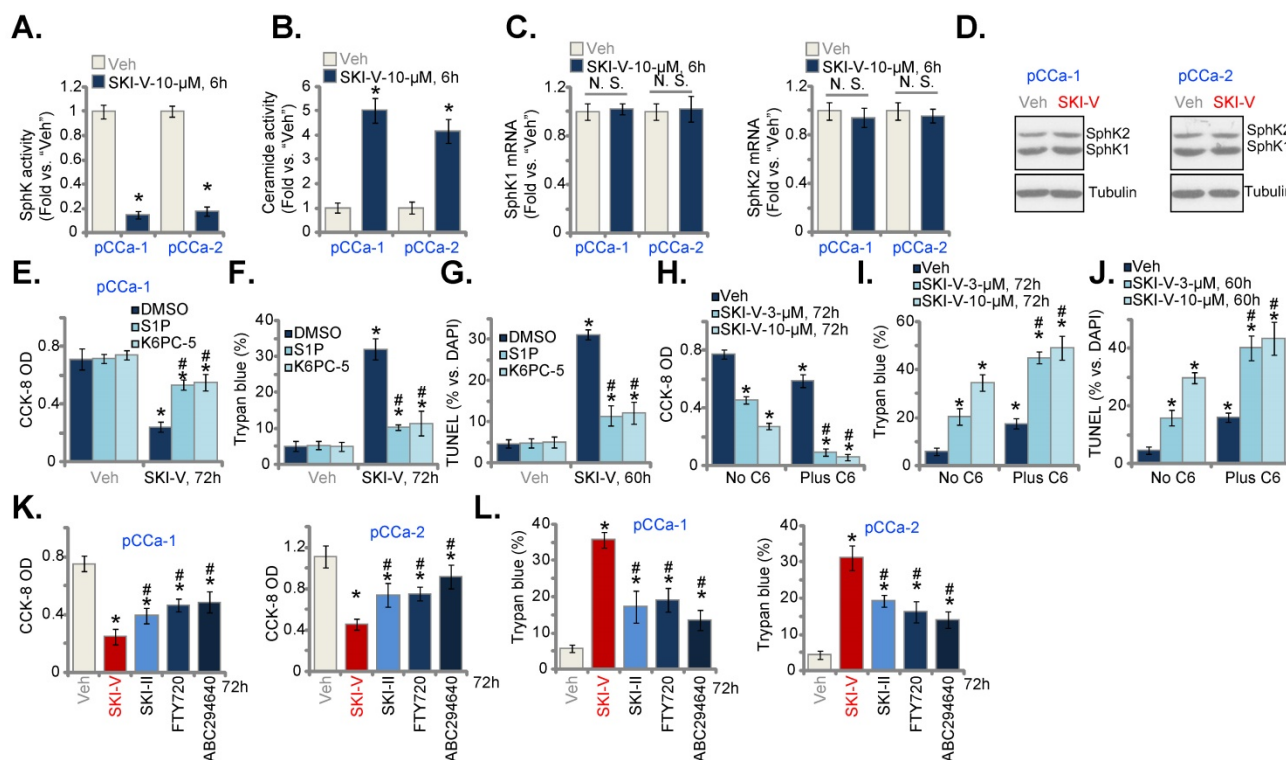 A.
Veh
SKI-V-10-μM, 6h
SphK activity
(Fold vs. “Veh”)
1
0.8
0.6
0.4
0.2
0
*
*
pCCa-1
pCCa-2
B.
Veh
SKI-V-10-μM, 6h
Ceramide activity
(Fold vs. “Veh”)
6
5
4
3
2
1
0
*
*
pCCa-1
pCCa-2
C.
Veh
SKI-V-10-μM, 6h
N. S.
N. S.
SphK1 mRNA
(Fold vs. “Veh”)
1
0.8
0.4
0
pCCa-1
pCCa-2
Veh
SKI-V-10-μM, 6h
N. S.
N. S.
SphK2 mRNA
(Fold vs. “Veh”)
1
0.8
0.4
0
pCCa-1
pCCa-2
D.
pCCa-1
Veh SKI-V
SphK2
SphK1
Tubulin
pCCa-2
Veh SKI-V
SphK2
SphK1
Tubulin
E.
pCCa-1
DMSO
S1P
K6PC-5
CCK-8 OD
1
0.6
0.2
0
*
#
*
#
*
Veh
SKI-V, 72h
F.
DMSO
S1P
K6PC-5
Trypan blue (%)
40
30
20
10
0
*
#
*
#
*
Veh
SKI-V, 72h
G.
DMSO
S1P
K6PC-5
TUNEL (% vs. DAPI)
30
20
10
0
*
#
*
#
*
Veh
SKI-V, 60h
H.
Veh
SKI-V-3-μM, 72h
SKI-V-10-μM, 72h
CCK-8 OD
0.8
0.4
0
*
*
*
#
*
#
*
No C6
Plus C6
I.
Veh
SKI-V-3-μM, 72h
SKI-V-10-μM, 72h
Trypan blue (%)
60
40
20
0
*
*
*
#
*
#
*
No C6
Plus C6
J.
Veh
SKI-V-3-μM, 60h
SKI-V-10-μM, 60h
TUNEL (% vs. DAPI)
40
20
0
*
*
*
#
*
#
*
No C6
Plus C6
K.
pCCa-1
CCK-8 OD
0.8
0.4
0
*
#
*
#
*
#
*
Veh
SKI-V
SKI-II
FTY720
ABC294640
72h
pCCa-2
CCK-8 OD
1.2
0.8
0.4
0
*
#
*
#
*
#
*
Veh
SKI-V
SKI-II
FTY720
ABC294640
72h
L.
pCCa-1
Trypan blue (%)
40
30
20
10
0
*
#
*
#
*
#
*
Veh
SKI-V
SKI-II
FTY720
ABC294640
72h
pCCa-2
Trypan blue (%)
40
30
20
10
0
*
#
*
#
*
#
*
Veh
SKI-V
SKI-II
FTY720
ABC294640
72h